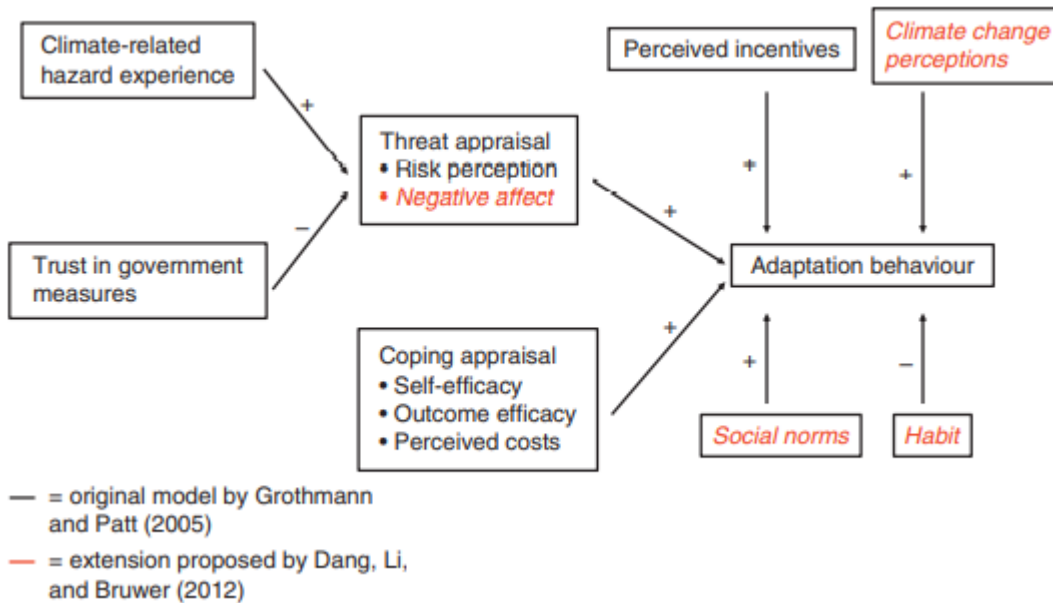 Climate-related
hazard experience
Perceived incentives
Climate change
perceptions
+
Threat appraisal
• Risk perception
• Negative affect
+
+
–
+
Trust in government
measures
Adaptation behaviour
+
Coping appraisal
• Self-efficacy
• Outcome efficacy
• Perceived costs
+
–
Social norms
Habit
— = original model by Grothmann
and Patt (2005)
— = extension proposed by Dang, Li,
and Bruwer (2012)